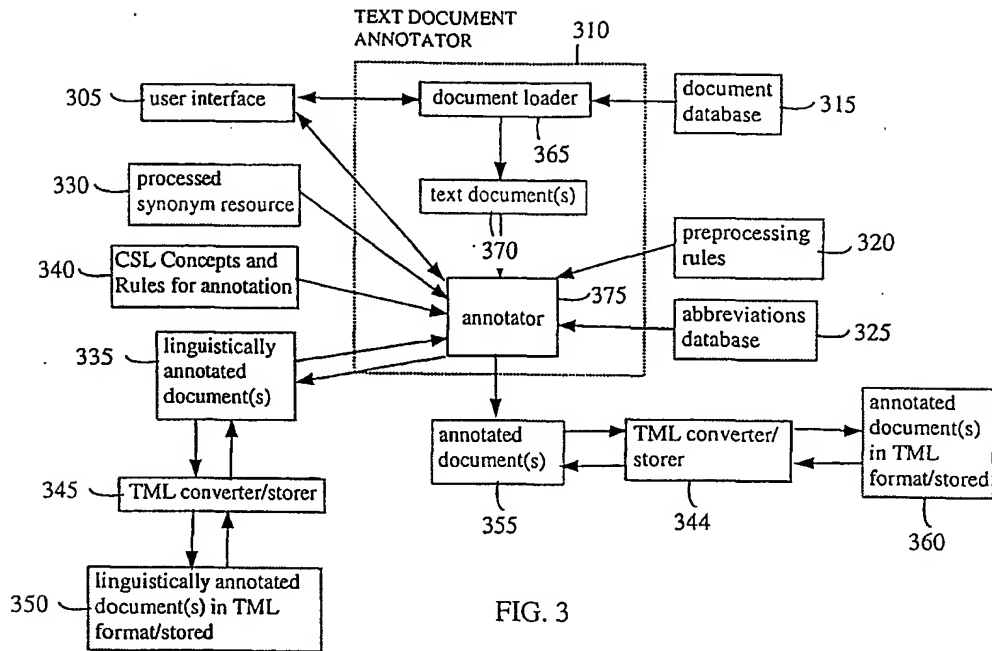 TEXT DOCUMENT
ANNOTATOR
310
305
user interface
document loader
365
document
database
315
330
processed
synonym resource
text document(s)
370
preprocessing
rules
320
340
CSL Concepts and
Rules for annotation
annotator
375
abbreviations
database
325
335
linguistically
annotated
document(s)
annotated
document(s)
355
TML converter/
storer
344
annotated
document(s)
in TML
format/stored
360
345
TML converter/storer
350
linguistically annotated
document(s) in TML
format/stored
FIG. 3